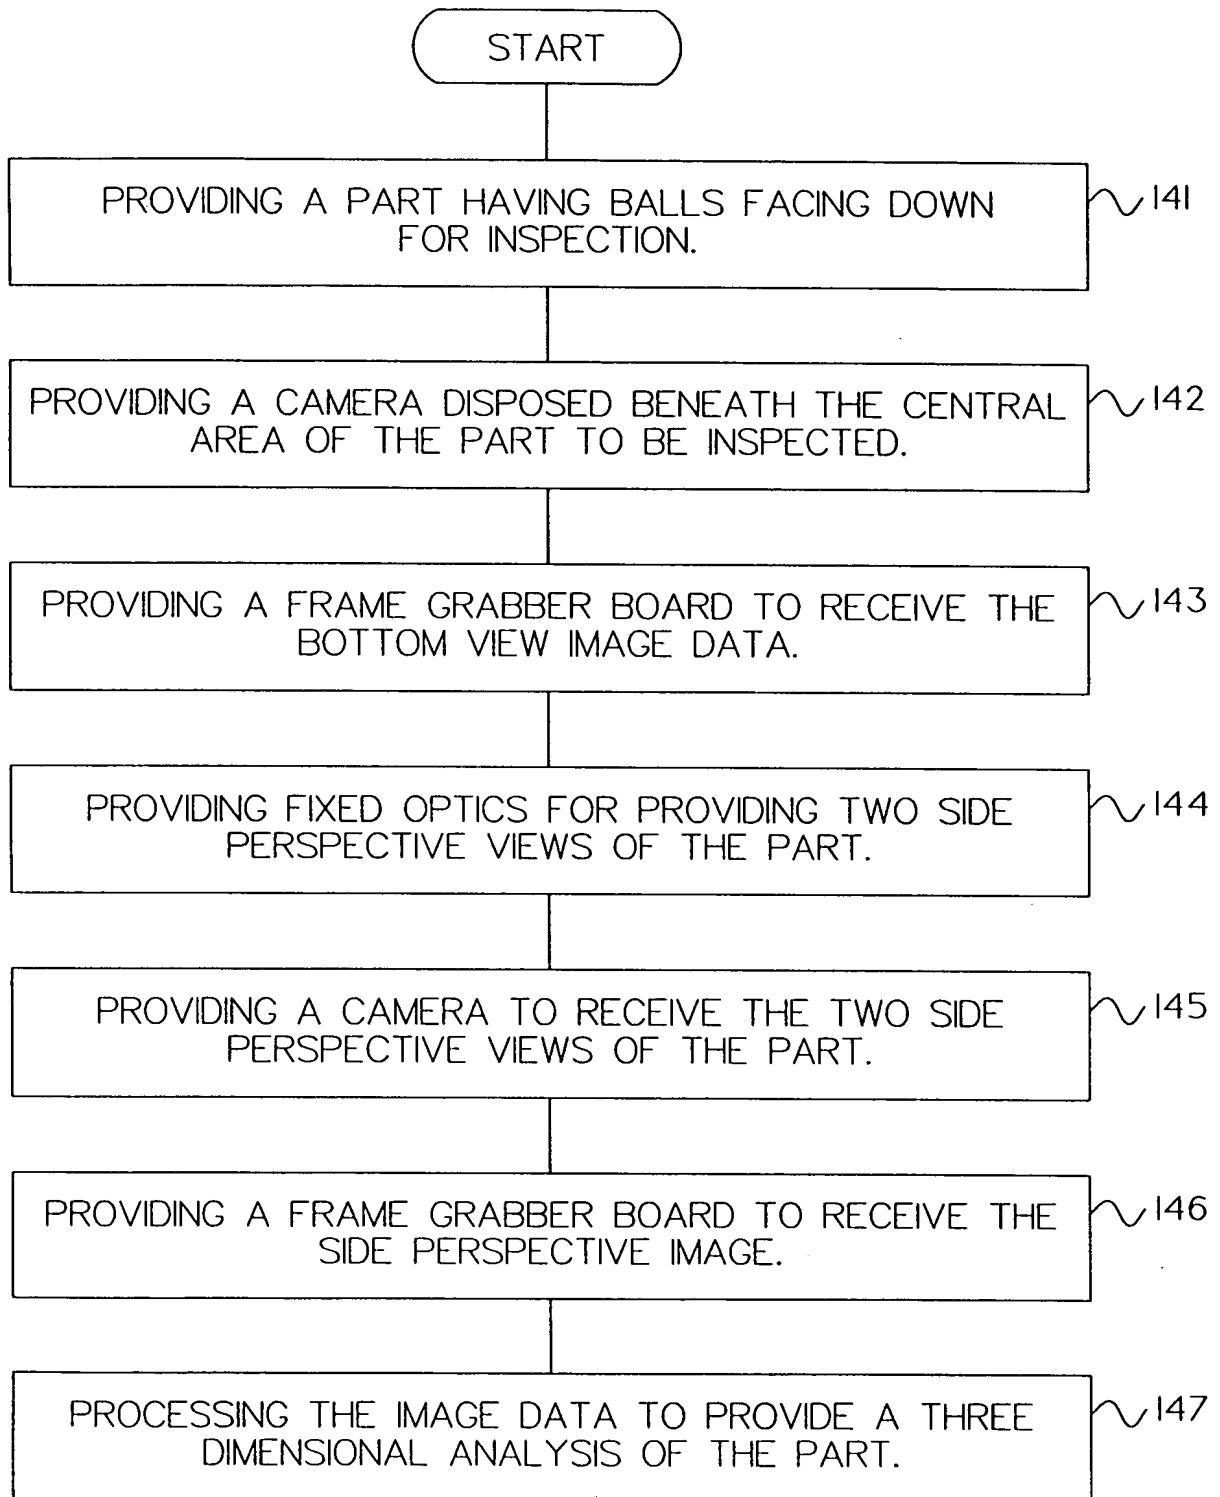 START
PROVIDING A PART HAVING BALLS FACING DOWN
FOR INSPECTION.
141
PROVIDING A CAMERA DISPOSED BENEATH THE CENTRAL
AREA OF THE PART TO BE INSPECTED.
142
PROVIDING A FRAME GRABBER BOARD TO RECEIVE THE
BOTTOM VIEW IMAGE DATA.
143
PROVIDING FIXED OPTICS FOR PROVIDING TWO SIDE
PERSPECTIVE VIEWS OF THE PART.
144
PROVIDING A CAMERA TO RECEIVE THE TWO SIDE
PERSPECTIVE VIEWS OF THE PART.
145
PROVIDING A FRAME GRABBER BOARD TO RECEIVE THE
SIDE PERSPECTIVE IMAGE.
146
PROCESSING THE IMAGE DATA TO PROVIDE A THREE
DIMENSIONAL ANALYSIS OF THE PART.
147